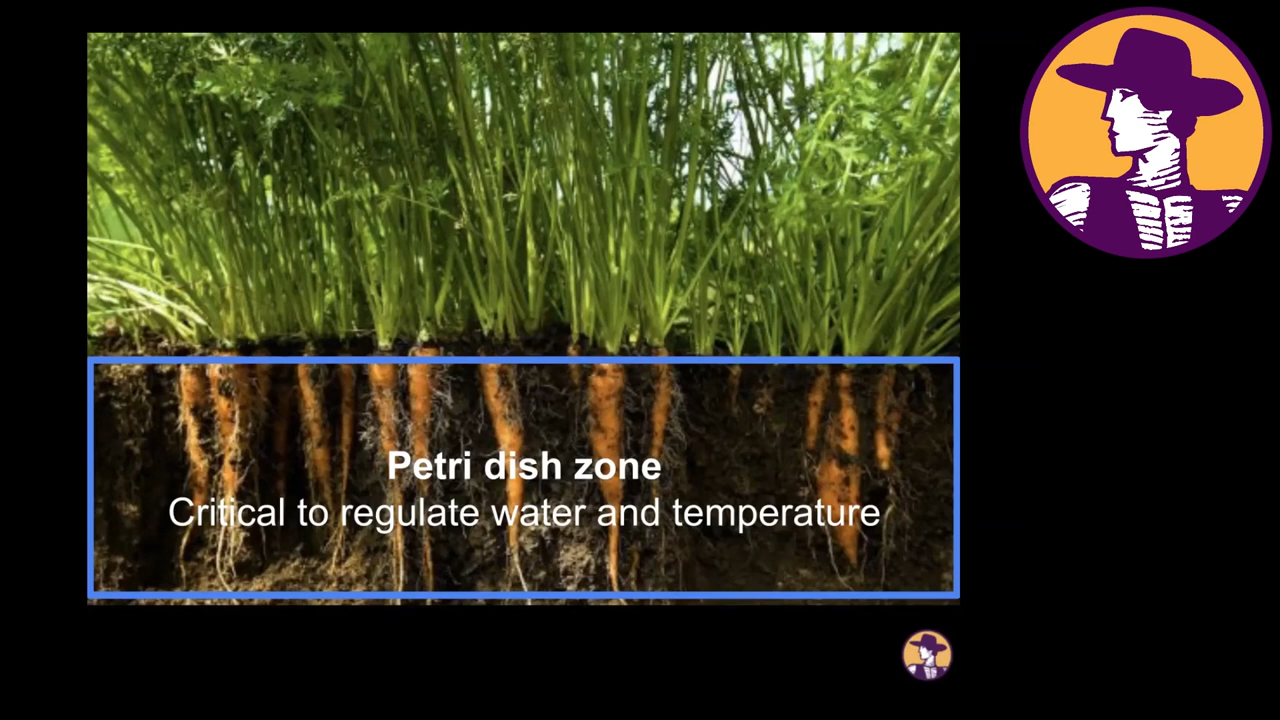 Petri dish zone
Critical to regulate water and temperature